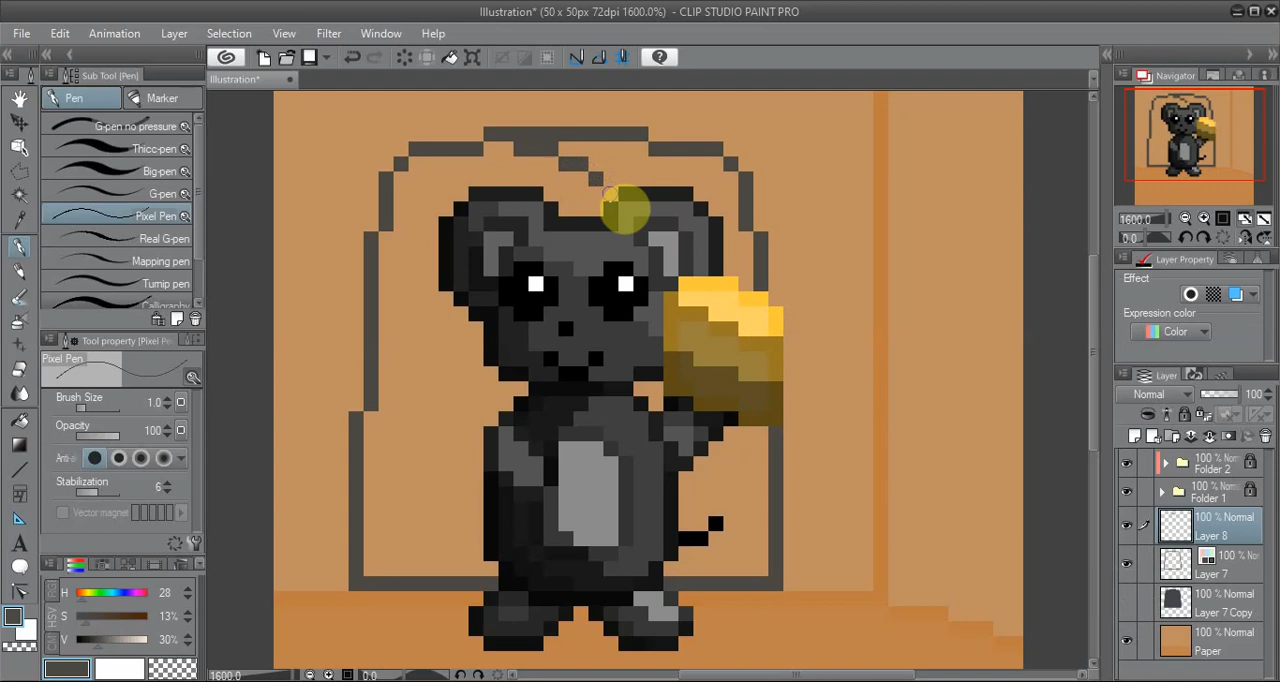 Illustration* (50 x 50px 72dpi 1600.0%) - CLIP STUDIO PAINT PRO
File Edit Animation Layer Selection View Filter Window Help
Sub Tool [Pen]
Pen Marker
G-pen no pressure
Thicc-pen
Big-pen
G-pen
Pixel Pen
Real G-pen
Mapping pen
Turnip pen
Calligraphy
Tool property [Pixel Pen]
Pixel Pen
Brush Size 1.0
Opacity 100
Anti-al
Stabilization 6
Vector magnet
H 28
S 13%
V 30%
Illustration*
1600.0 0.0
Navigator
1600.0
0.0
Layer Property
Effect
Expression color
Color
Layer
Normal 100
100 % Norm
Folder 2
100 % Norm
Folder 1
100 % Normal
Layer 8
100 % No
Layer 7
100 % Normal
Layer 7 Copy
100 % Normal
Paper